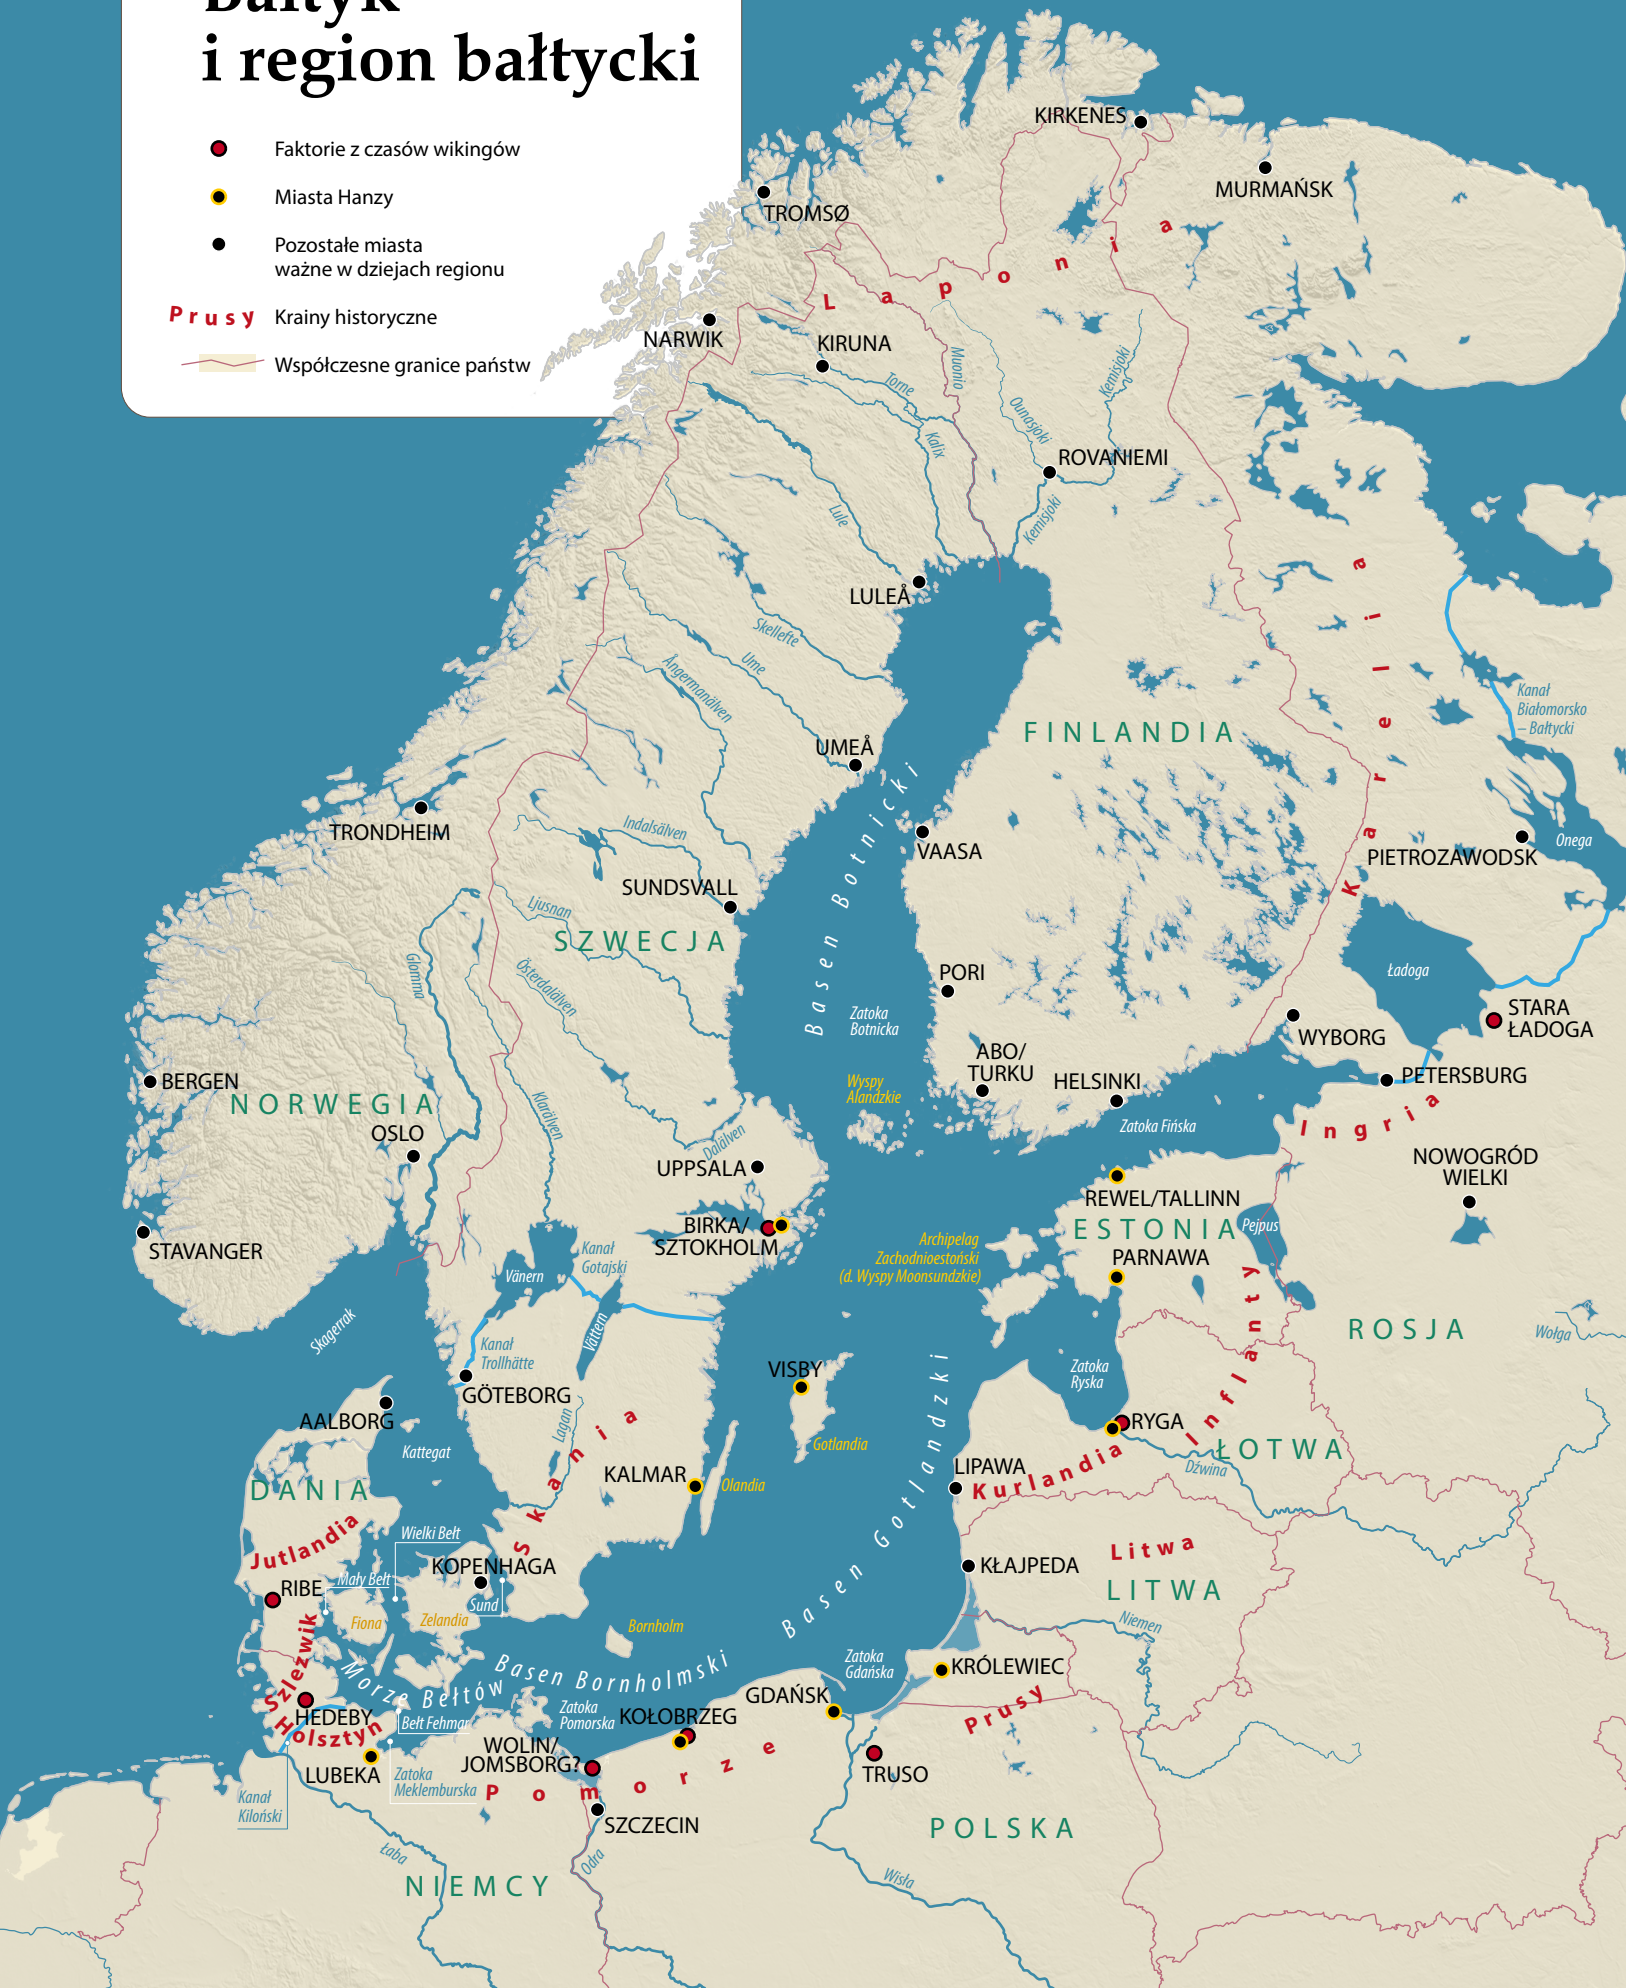 Bałtyk
i region bałtycki
Faktorie z czasów wikingów
Miasta Hanzy
Pozostałe miasta
ważne w dziejach regionu
Prusy
Krainy historyczne
Współczesne granice państw
KIRKENES
MURMAŃSK
TROMSØ
Laponia
NARWIK
KIRUNA
Muonio
Torne
Kemisjoki
Ounasjoki
Kalix
ROVANIEMI
Lule
Kemisjoki
LULEÅ
Karelia
Skellefte
Ume
Ångermanälven
Kanał
Białomorsko
– Bałtycki
FINLANDIA
UMEÅ
Basen Botnicki
TRONDHEIM
Indalsälven
VAASA
PIETROZAWODSK
Onega
SUNDSVALL
Ljusnan
SZWECJA
Glomma
Österdalälven
PORI
Ładoga
Zatoka
Botnicka
STARA
ŁADOGA
WYBORG
ABO/
TURKU
HELSINKI
PETERSBURG
BERGEN
NORWEGIA
Wyspy
Alandzkie
Klarälven
Zatoka Fińska
Ingria
OSLO
Dalälven
UPPSALA
NOWOGRÓD
WIELKI
REWEL/TALLINN
ESTONIA
Pejpus
BIRKA/
SZTOKHOLM
STAVANGER
Archipelag
Zachodnioestoński
(d. Wyspy Moonsundzkie)
PARNAWA
Kanał
Gotajski
Vänern
Skagerrak
Vättern
Inflanty
ROSJA
Wołga
Kanał
Trollhätte
GÖTEBORG
VISBY
Zatoka
Ryska
AALBORG
Kattegat
Lagan
Skania
Gotlandia
RYGA
ŁOTWA
Dźwina
Basen Gotlandzki
LIPAWA
Kurlandia
KALMAR
Olandia
DANIA
Jutlandia
Wielki Bełt
KOPENHAGA
Litwa
KŁAJPEDA
LITWA
Mały Bełt
RIBE
Sund
Fiona
Zelandia
Bornholm
Niemen
Szlezwik
Morze Bełtów
Basen Bornholmski
Zatoka
Gdańska
KRÓLEWIEC
Prusy
HEDEBY
Holsztyn
Bełt Fehmar
Zatoka
Pomorska
KOŁOBRZEG
GDAŃSK
LUBEKA
WOLIN/
JOMSBORG?
TRUSO
Zatoka
Meklemburska
Pomorze
Kanał
Kiloński
SZCZECIN
POLSKA
Łaba
Odra
Wisła
NIEMCY